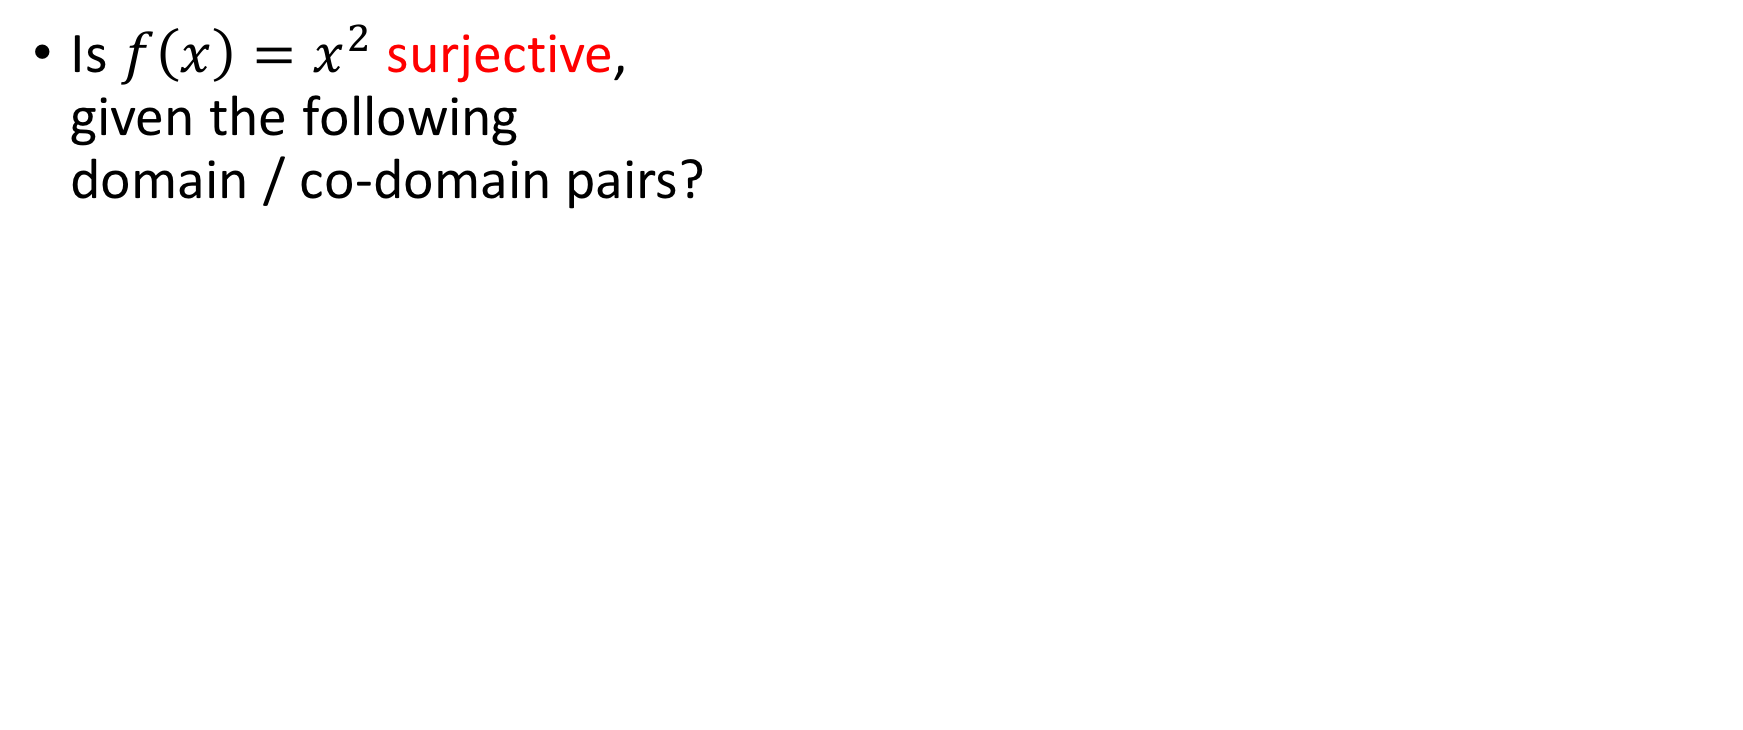 • Is 𝑓(𝑥) = 𝑥² surjective,
given the following
domain / co-domain pairs?